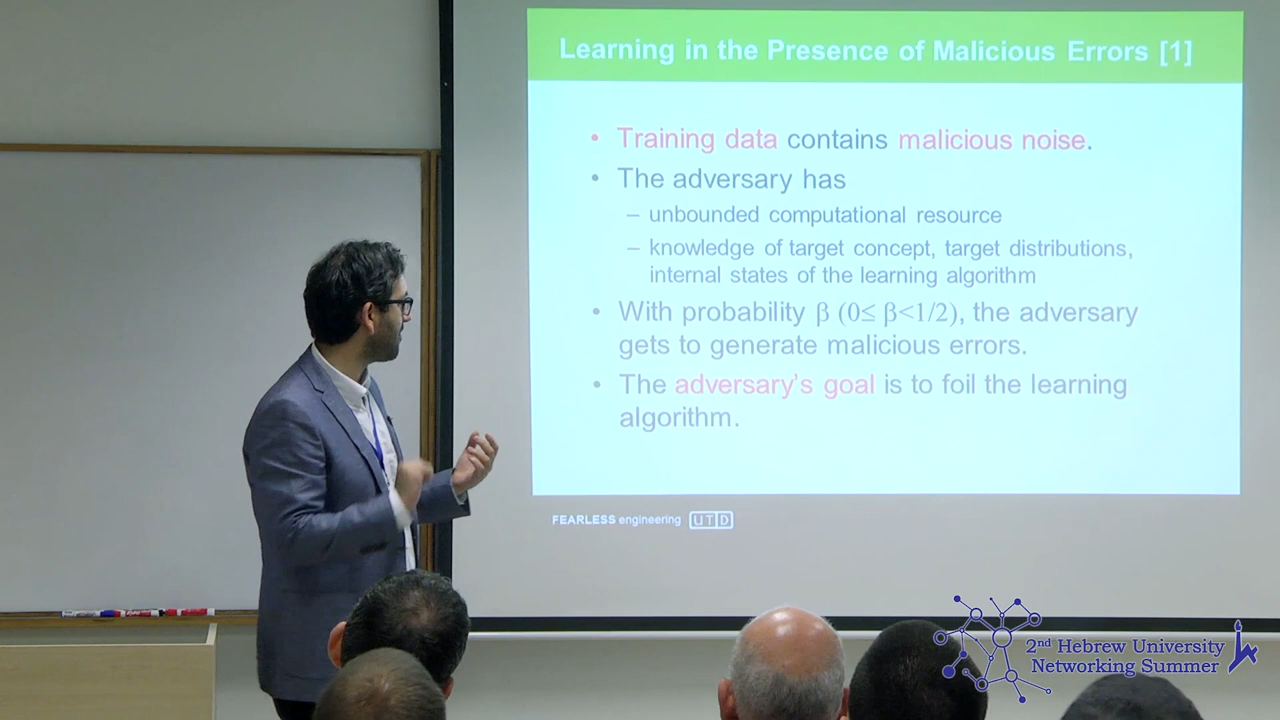 Learning in the Presence of Malicious Errors [1]
• Training data contains malicious noise.
• The adversary has
– unbounded computational resource
– knowledge of target concept, target distributions,
internal states of the learning algorithm
• With probability β (0≤ β<1/2), the adversary
gets to generate malicious errors.
• The adversary's goal is to foil the learning
algorithm.
FEARLESS engineering UTD
2nd Hebrew University
Networking Summer